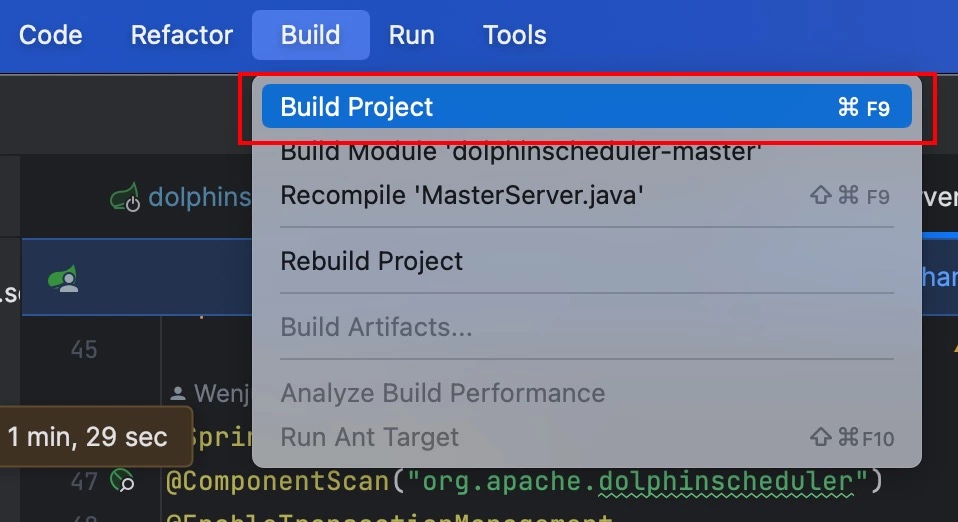 Code Refactor Build Run Tools
Build Project ⌘ F9
Build Module 'dolphinscheduler-master'
dolphins
Recompile 'MasterServer.java' ⇧ ⌘ F9
Rebuild Project
Build Artifacts...
45
Analyze Build Performance
Wenj
1 min, 29 sec
Run Ant Target ⇧ ⌘ F10
47 @ComponentScan("org.apache.dolphinscheduler")
@EnableTransactionManagement